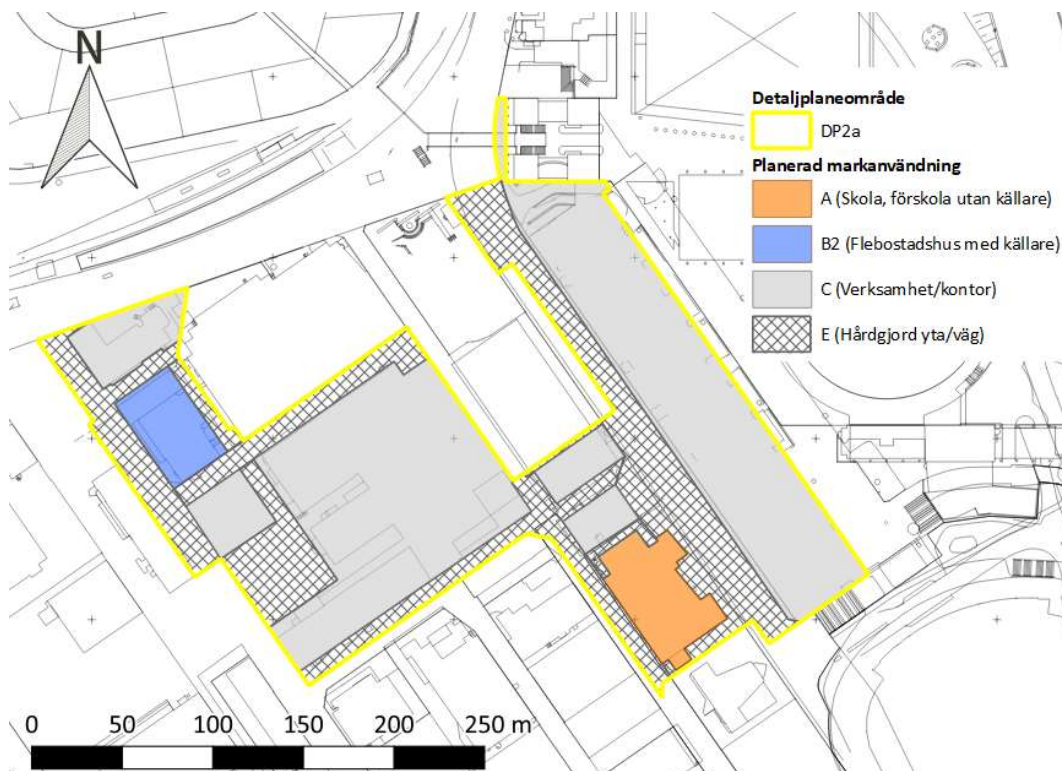 N
Detaljplaneområde
DP2a
Planerad markanvändning
A (Skola, förskola utan källare)
B2 (Flebostadshus med källare)
C (Verksamhet/kontor)
E (Hårdgjord yta/väg)
0 50 100 150 200 250 m